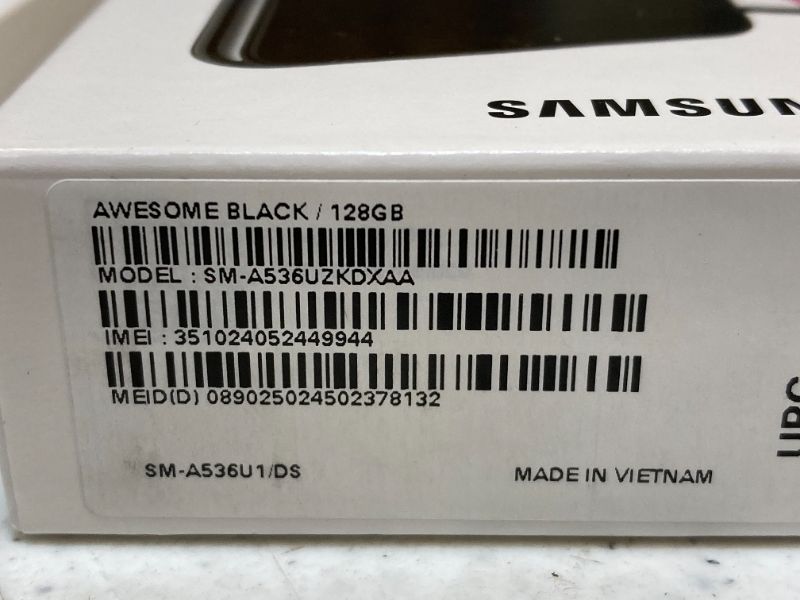 SAMSUN
AWESOME BLACK / 128GB
MODEL : SM-A536UZKDXAA
IMEI : 351024052449944
MEID(D) 089025024502378132
SM-A536U1/DS
MADE IN VIETNAM
UPC